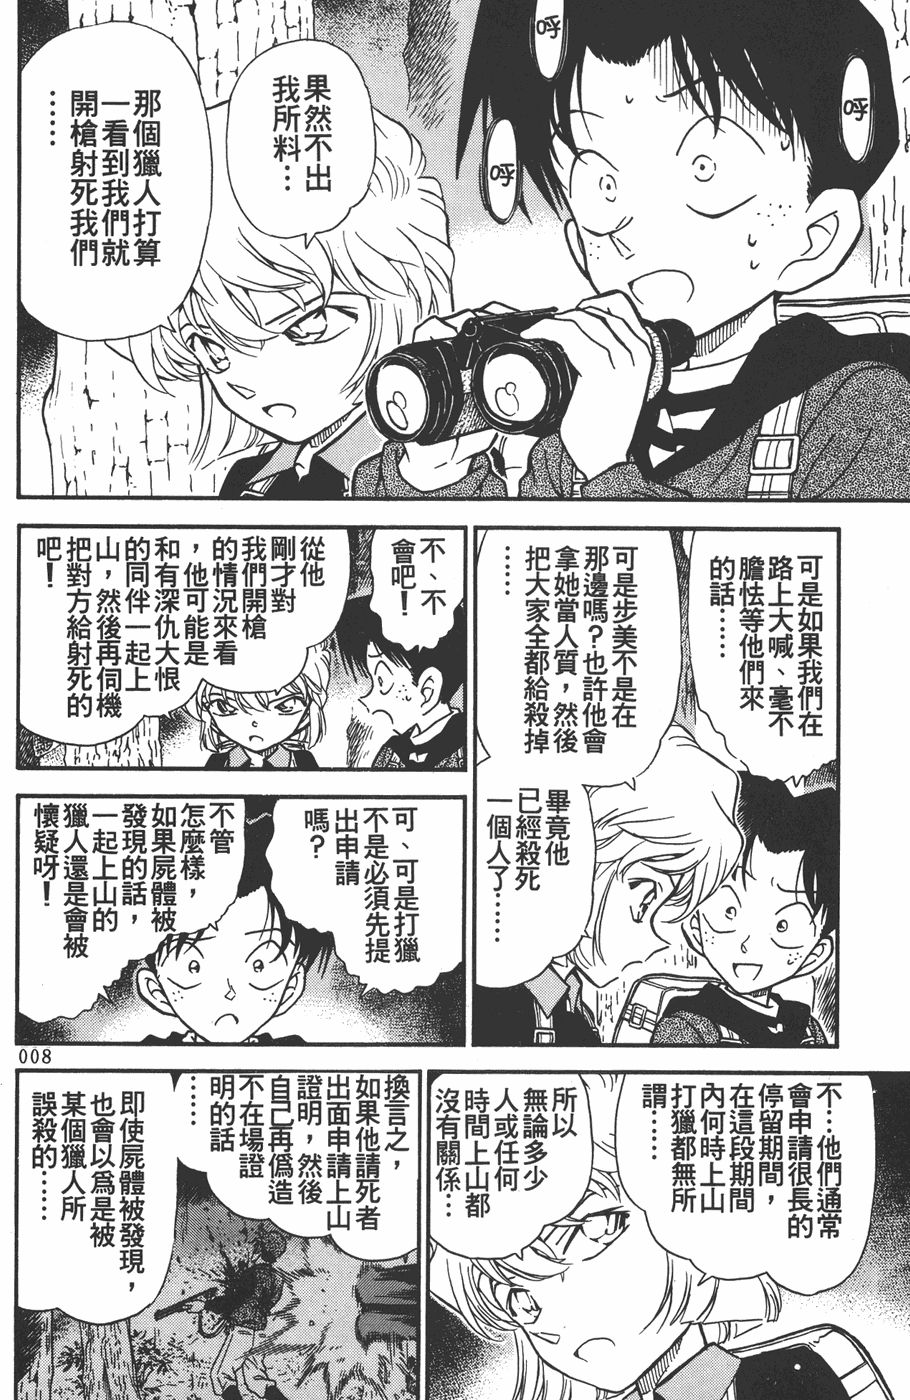 呼
呼
呼
果然不出
我所料…
那個獵人打算
一看到我們就
開槍射死我們
……
可是如果我們在
路上大喊、毫不
膽怯等他們來
的話……
可是步美不是在
那邊嗎？也許他會
拿她當人質，然後
把大家全都給殺掉
……
畢竟他
已經殺死
一個人了……
不、不
會吧！
從他
剛才對
我們開槍
的情況來看
，他可能是
和有深仇大恨
的同伴一起上
山，然後再伺機
把對方給射死的
吧！
可、可是打獵
不是必須先提
出申請
嗎？
不管
怎麼樣，
如果屍體被
發現的話，
一起上山的
獵人還是會被
懷疑呀！
008
不…他們通常
會申請很長的
停留期間，
在這段期間
內何時上山
打獵都無所
謂…
所以
無論多少
人或任何
時間上山都
沒有關係…
換言之，
如果他請死者
出面申請上山
證明，然後
自己再偽造
不在場證
明的話
……
即使屍體被發現，
也會以為是被
某個獵人所
誤殺的……